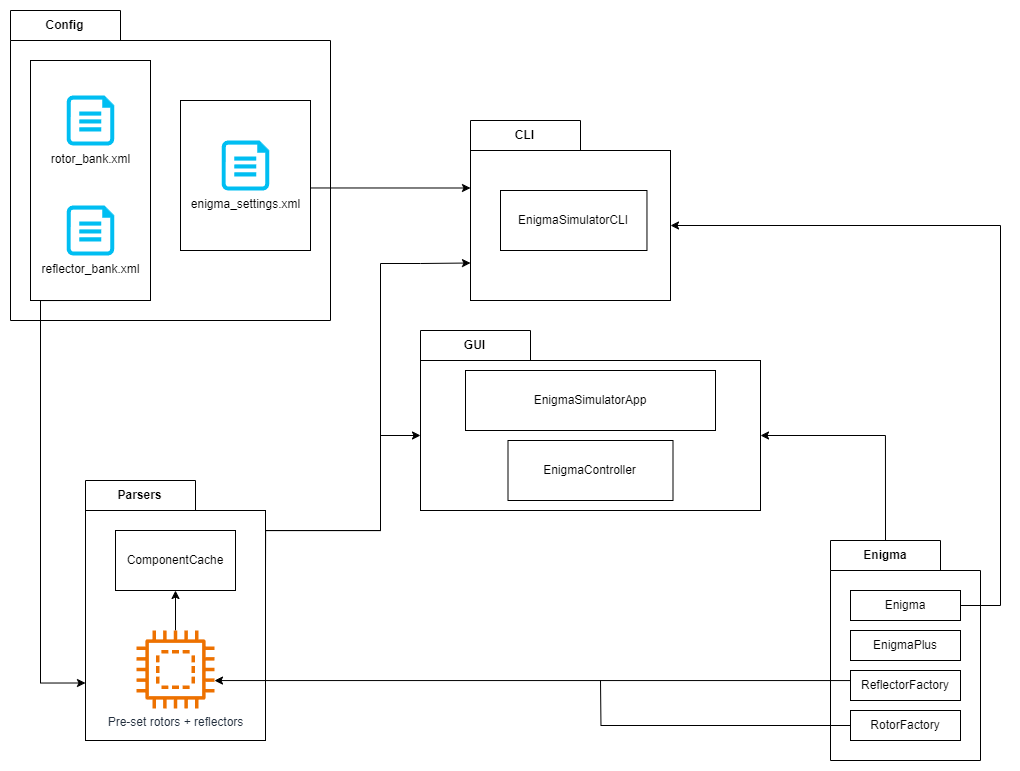 Config
rotor_bank.xml
reflector_bank.xml
enigma_settings.xml
CLI
EnigmaSimulatorCLI
GUI
EnigmaSimulatorApp
EnigmaController
Parsers
ComponentCache
Pre-set rotors + reflectors
Enigma
Enigma
EnigmaPlus
ReflectorFactory
RotorFactory